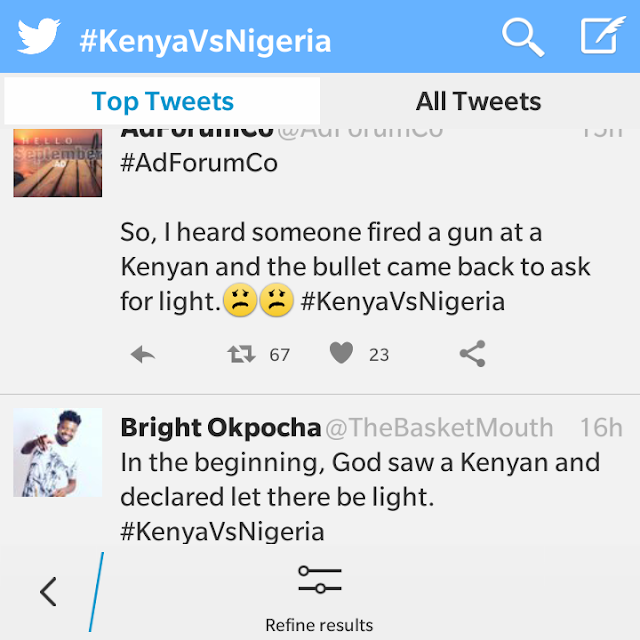 #KenyaVsNigeria
Top Tweets
All Tweets
AdForumCo @AdForumCo 15h
HELLO
September
AD
#AdForumCo
So, I heard someone fired a gun at a
Kenyan and the bullet came back to ask
for light.😟😟 #KenyaVsNigeria
67
23
Bright Okpocha @TheBasketMouth 16h
In the beginning, God saw a Kenyan and
declared let there be light.
#KenyaVsNigeria
Refine results